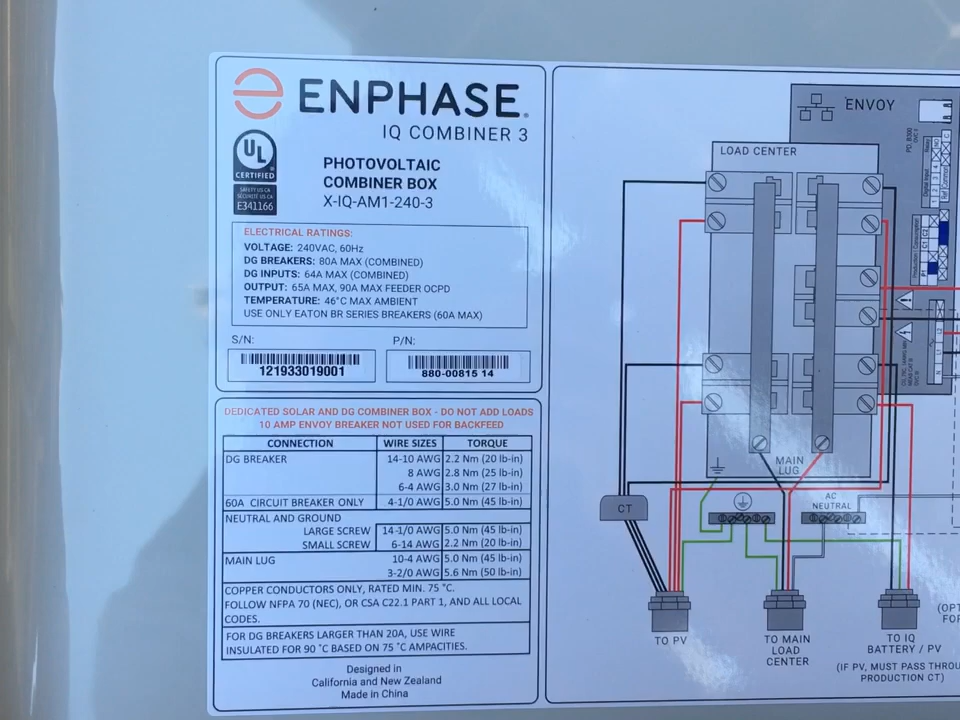 ENPHASE®
IQ COMBINER 3
UL
CERTIFIED
SAFETY US CA
SÉCURITÉ US CA
E341166
PHOTOVOLTAIC
COMBINER BOX
X-IQ-AM1-240-3
ELECTRICAL RATINGS:
VOLTAGE: 240VAC, 60Hz
DG BREAKERS: 80A MAX (COMBINED)
DG INPUTS: 64A MAX (COMBINED)
OUTPUT: 65A MAX, 90A MAX FEEDER OCPD
TEMPERATURE: 46°C MAX AMBIENT
USE ONLY EATON BR SERIES BREAKERS (60A MAX)
S/N:
121933019001
P/N:
880-00815 14
DEDICATED SOLAR AND DG COMBINER BOX - DO NOT ADD LOADS
10 AMP ENVOY BREAKER NOT USED FOR BACKFEED
CONNECTION WIRE SIZES TORQUE
DG BREAKER 14-10 AWG 2.2 Nm (20 lb-in)
8 AWG 2.8 Nm (25 lb-in)
6-4 AWG 3.0 Nm (27 lb-in)
60A CIRCUIT BREAKER ONLY 4-1/0 AWG 5.0 Nm (45 lb-in)
NEUTRAL AND GROUND
LARGE SCREW 14-1/0 AWG 5.0 Nm (45 lb-in)
SMALL SCREW 6-14 AWG 2.2 Nm (20 lb-in)
MAIN LUG 10-4 AWG 5.0 Nm (45 lb-in)
3-2/0 AWG 5.6 Nm (50 lb-in)
COPPER CONDUCTORS ONLY, RATED MIN. 75 °C.
FOLLOW NFPA 70 (NEC), OR CSA C22.1 PART 1, AND ALL LOCAL
CODES.
FOR DG BREAKERS LARGER THAN 20A, USE WIRE
INSULATED FOR 90 °C BASED ON 75 °C AMPACITIES.
Designed in
California and New Zealand
Made in China
ENVOY
LOAD CENTER
MAIN
LUG
AC
NEUTRAL
CT
TO PV
TO MAIN
LOAD
CENTER
TO IQ
BATTERY / PV
(IF PV, MUST PASS THROU
PRODUCTION CT)
(OPT
FOR